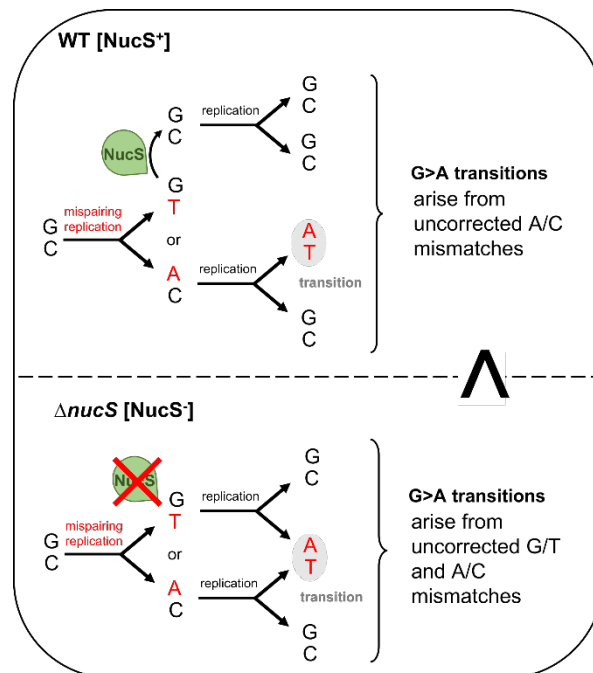 WT [NucS⁺]
G
C
replication
G
C
G
C
NucS
G
T
mispairing
replication
G
C
or
A
C
replication
A
T
transition
G
C
G>A transitions
arise from
uncorrected A/C
mismatches
Λ
ΔnucS [NucS⁻]
NucS
G
T
replication
G
C
mispairing
replication
G
C
or
A
T
A
C
replication
transition
G
C
G>A transitions
arise from
uncorrected G/T
and A/C
mismatches